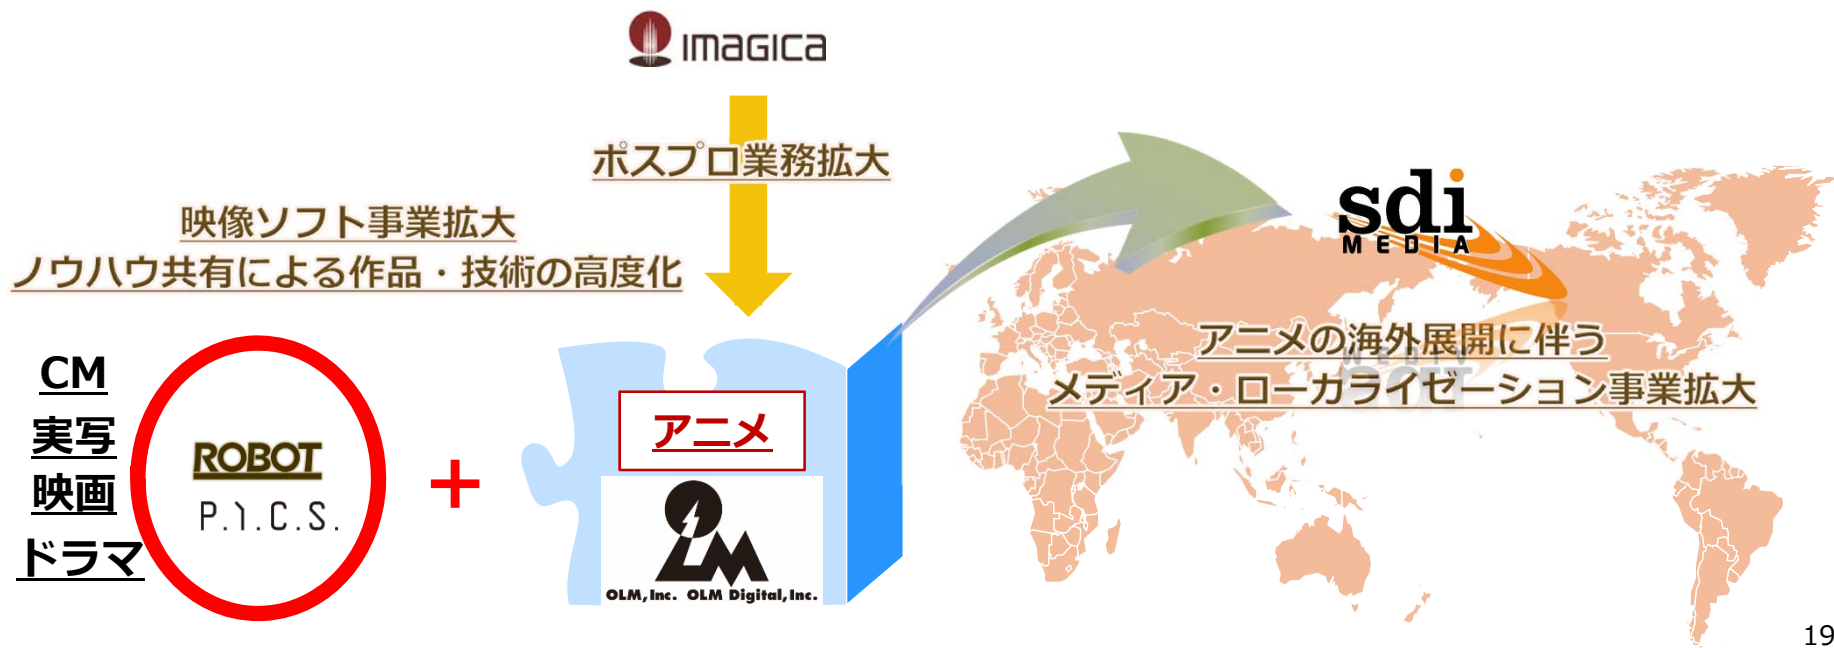 IMAGICA
ポスプロ業務拡大
映像ソフト事業拡大
ノウハウ共有による作品・技術の高度化
CM
実写
映画
ドラマ
ROBOT
P.I.C.S.
+
アニメ
OLM
OLM, Inc. OLM Digital, Inc.
sdi
MEDIA
アニメの海外展開に伴う
メディア・ローカライゼーション事業拡大
19